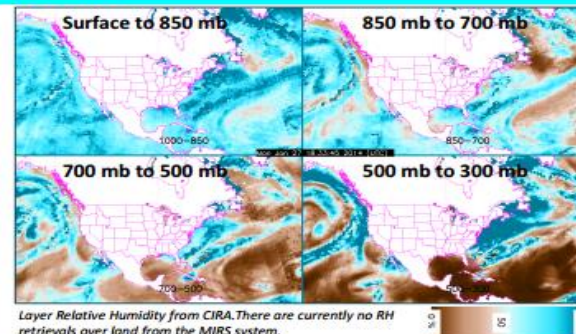 Surface to 850 mb
850 mb to 700 mb
1000-850
850-700
700 mb to 500 mb
500 mb to 300 mb
700-500
Layer Relative Humidity from CIRA.There are currently no RH
retrievals over land from the MIRS system.
0 %
50